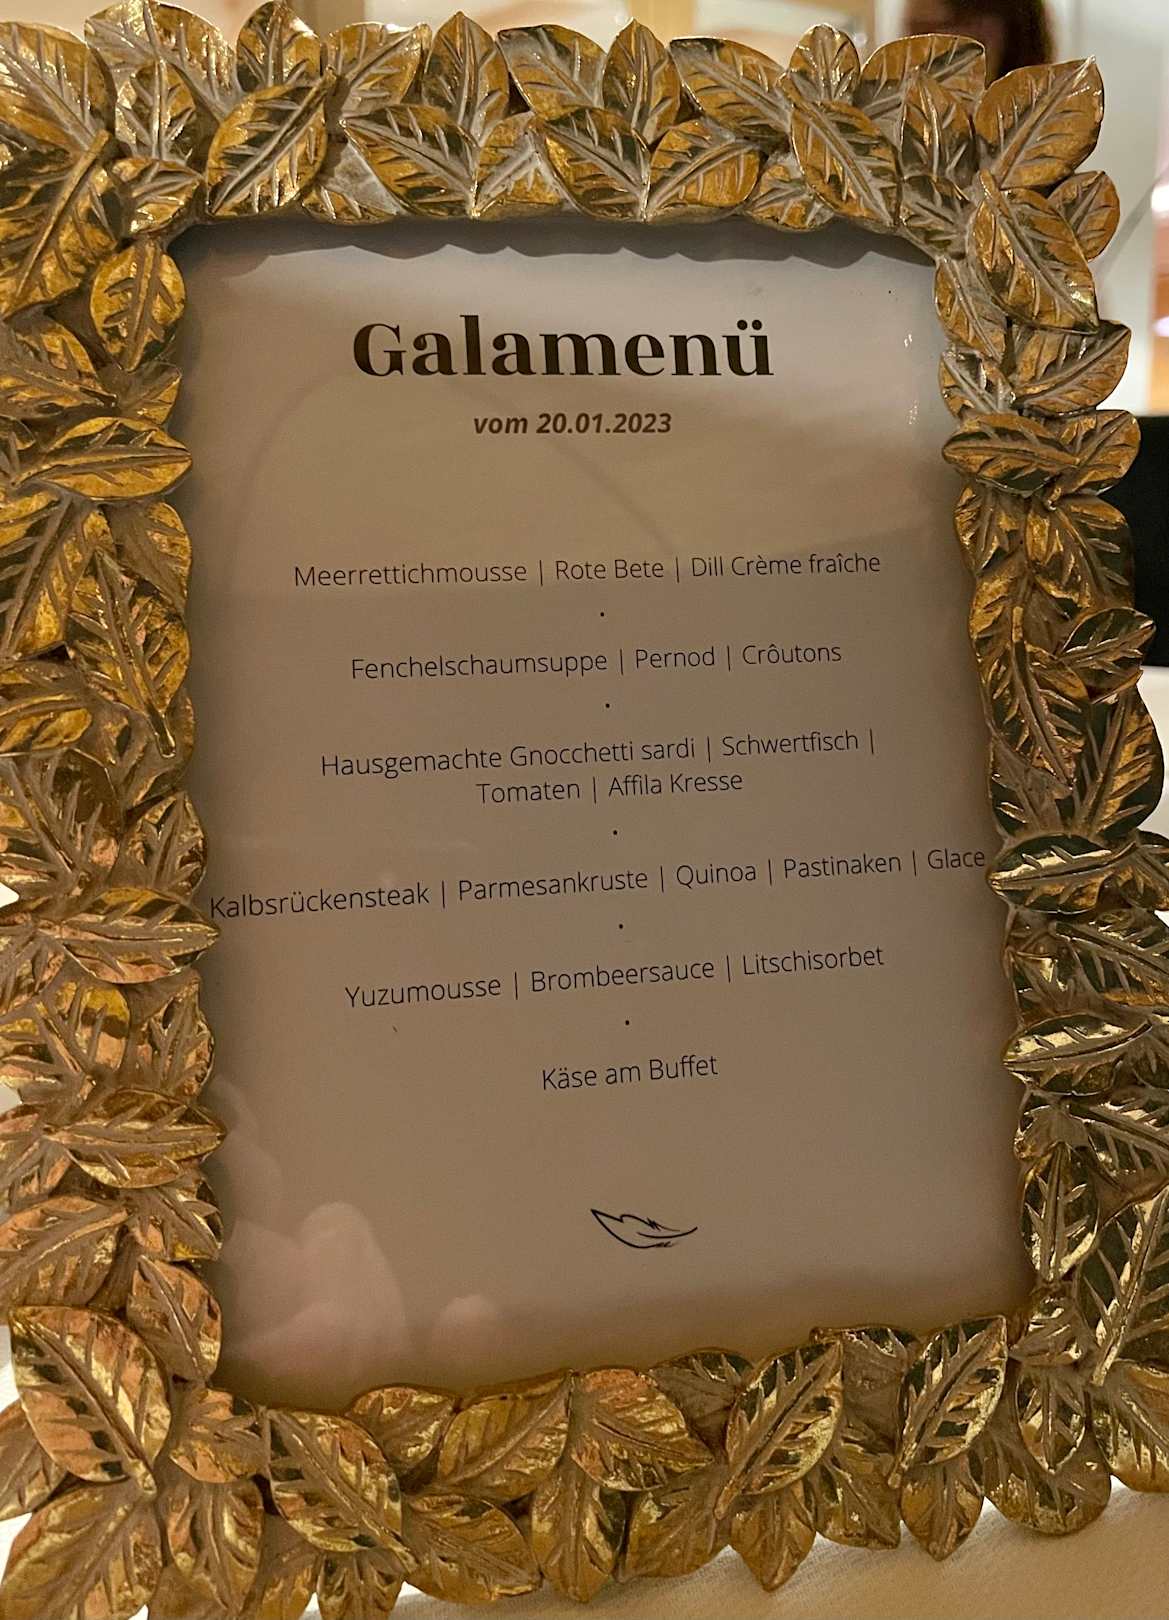 Galamenü
vom 20.01.2023
Meerrettichmousse | Rote Bete | Dill Crème fraîche
•
Fenchelschaumsuppe | Pernod | Crôutons
•
Hausgemachte Gnocchetti sardi | Schwertfisch |
Tomaten | Affila Kresse
•
Kalbsrückensteak | Parmesankruste | Quinoa | Pastinaken | Glace
•
Yuzumousse | Brombeersauce | Litschisorbet
•
Käse am Buffet